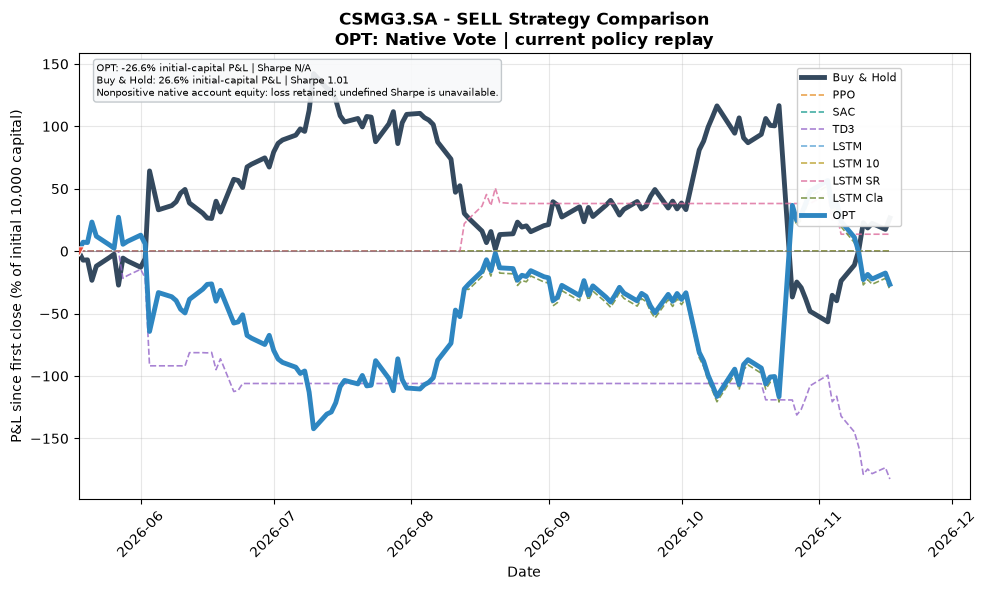 CSMG3.SA - SELL Strategy Comparison
OPT: Native Vote | current policy replay
OPT: -26.6% initial-capital P&L | Sharpe N/A
Buy & Hold: 26.6% initial-capital P&L | Sharpe 1.01
Nonpositive native account equity: loss retained; undefined Sharpe is unavailable.
Buy & Hold
PPO
SAC
TD3
LSTM
LSTM 10
LSTM SR
LSTM Cla
OPT
P&L since first close (% of initial 10,000 capital)
150
100
50
0
−50
−100
−150
2026-06
2026-07
2026-08
2026-09
2026-10
2026-11
2026-12
Date